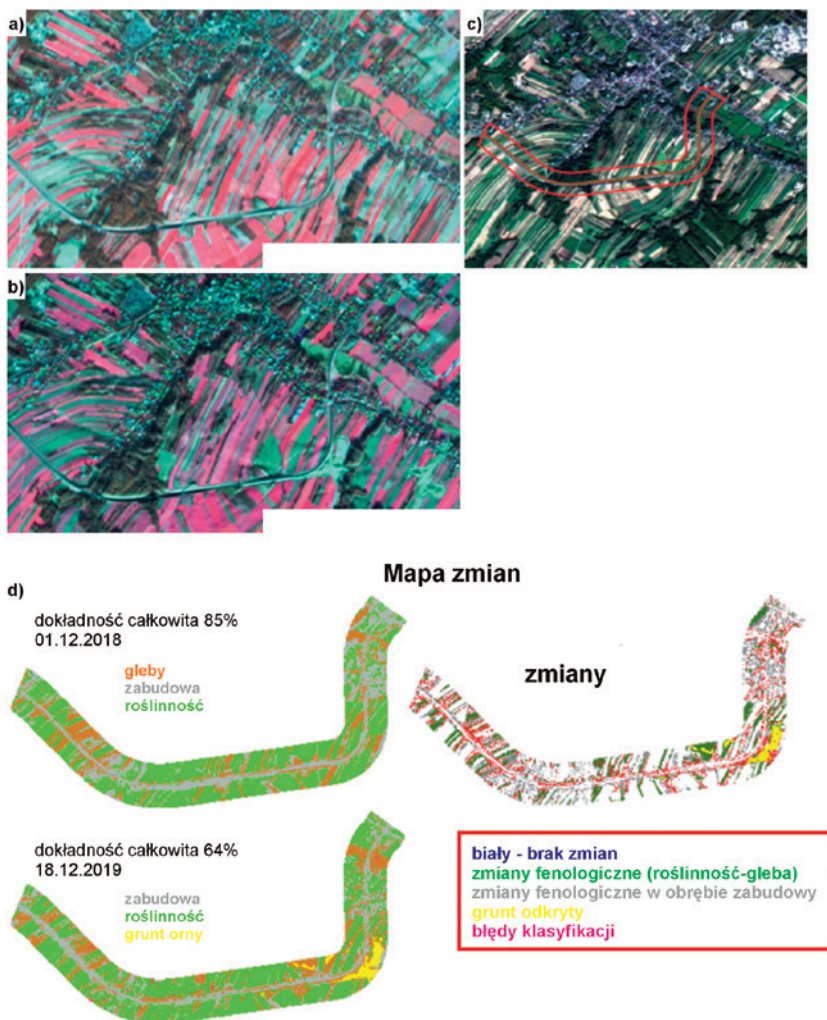 a)
c)
b)
Mapa zmian
d)
dokładność całkowita 85%
01.12.2018
gleby
zabudowa
roślinność
zmiany
dokładność całkowita 64%
18.12.2019
zabudowa
roślinność
grunt orny
biały - brak zmian
zmiany fenologiczne (roślinność-gleba)
zmiany fenologiczne w obrębie zabudowy
grunt odkryty
błędy klasyfikacji